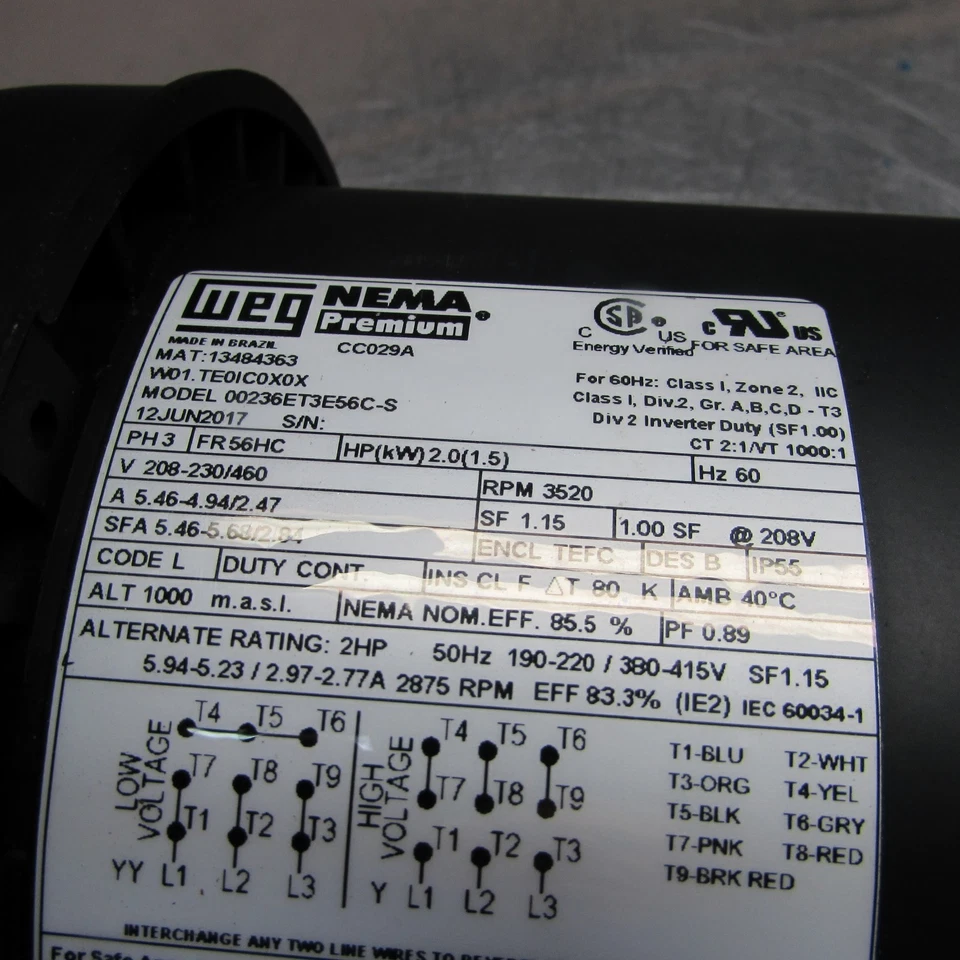 WEG NEMA Premium
MADE IN BRAZIL CC029A
MAT:13484363
W01.TE0IC0X0X
MODEL 00236ET3E56C-S
12JUN2017 S/N:
C SP ® US C RU ® US
Energy Verified FOR SAFE AREA
For 60Hz: Class I, Zone 2, IIC
Class I, Div.2, Gr. A,B,C,D - T3
Div 2 Inverter Duty (SF1.00)
CT 2:1/VT 1000:1
PH 3 FR 56HC HP(kW) 2.0(1.5) Hz 60
V 208-230/460 RPM 3520
A 5.46-4.94/2.47 SF 1.15 1.00 SF @ 208V
SFA 5.46-5.68/2.84 ENCL TEFC DES B IP55
CODE L DUTY CONT. INS CL F ΔT 80 K AMB 40°C
ALT 1000 m.a.s.l. NEMA NOM.EFF. 85.5 % PF 0.89
ALTERNATE RATING: 2HP 50Hz 190-220 / 380-415V SF1.15
5.94-5.23 / 2.97-2.77A 2875 RPM EFF 83.3% (IE2) IEC 60034-1
LOW VOLTAGE
T4 T5 T6
T7 T8 T9
T1 T2 T3
YY L1 L2 L3
HIGH VOLTAGE
T4 T5 T6
T7 T8 T9
T1 T2 T3
Y L1 L2 L3
T1-BLU T2-WHT
T3-ORG T4-YEL
T5-BLK T6-GRY
T7-PNK T8-RED
T9-BRK RED
INTERCHANGE ANY TWO LINE WIRES TO
For Safe